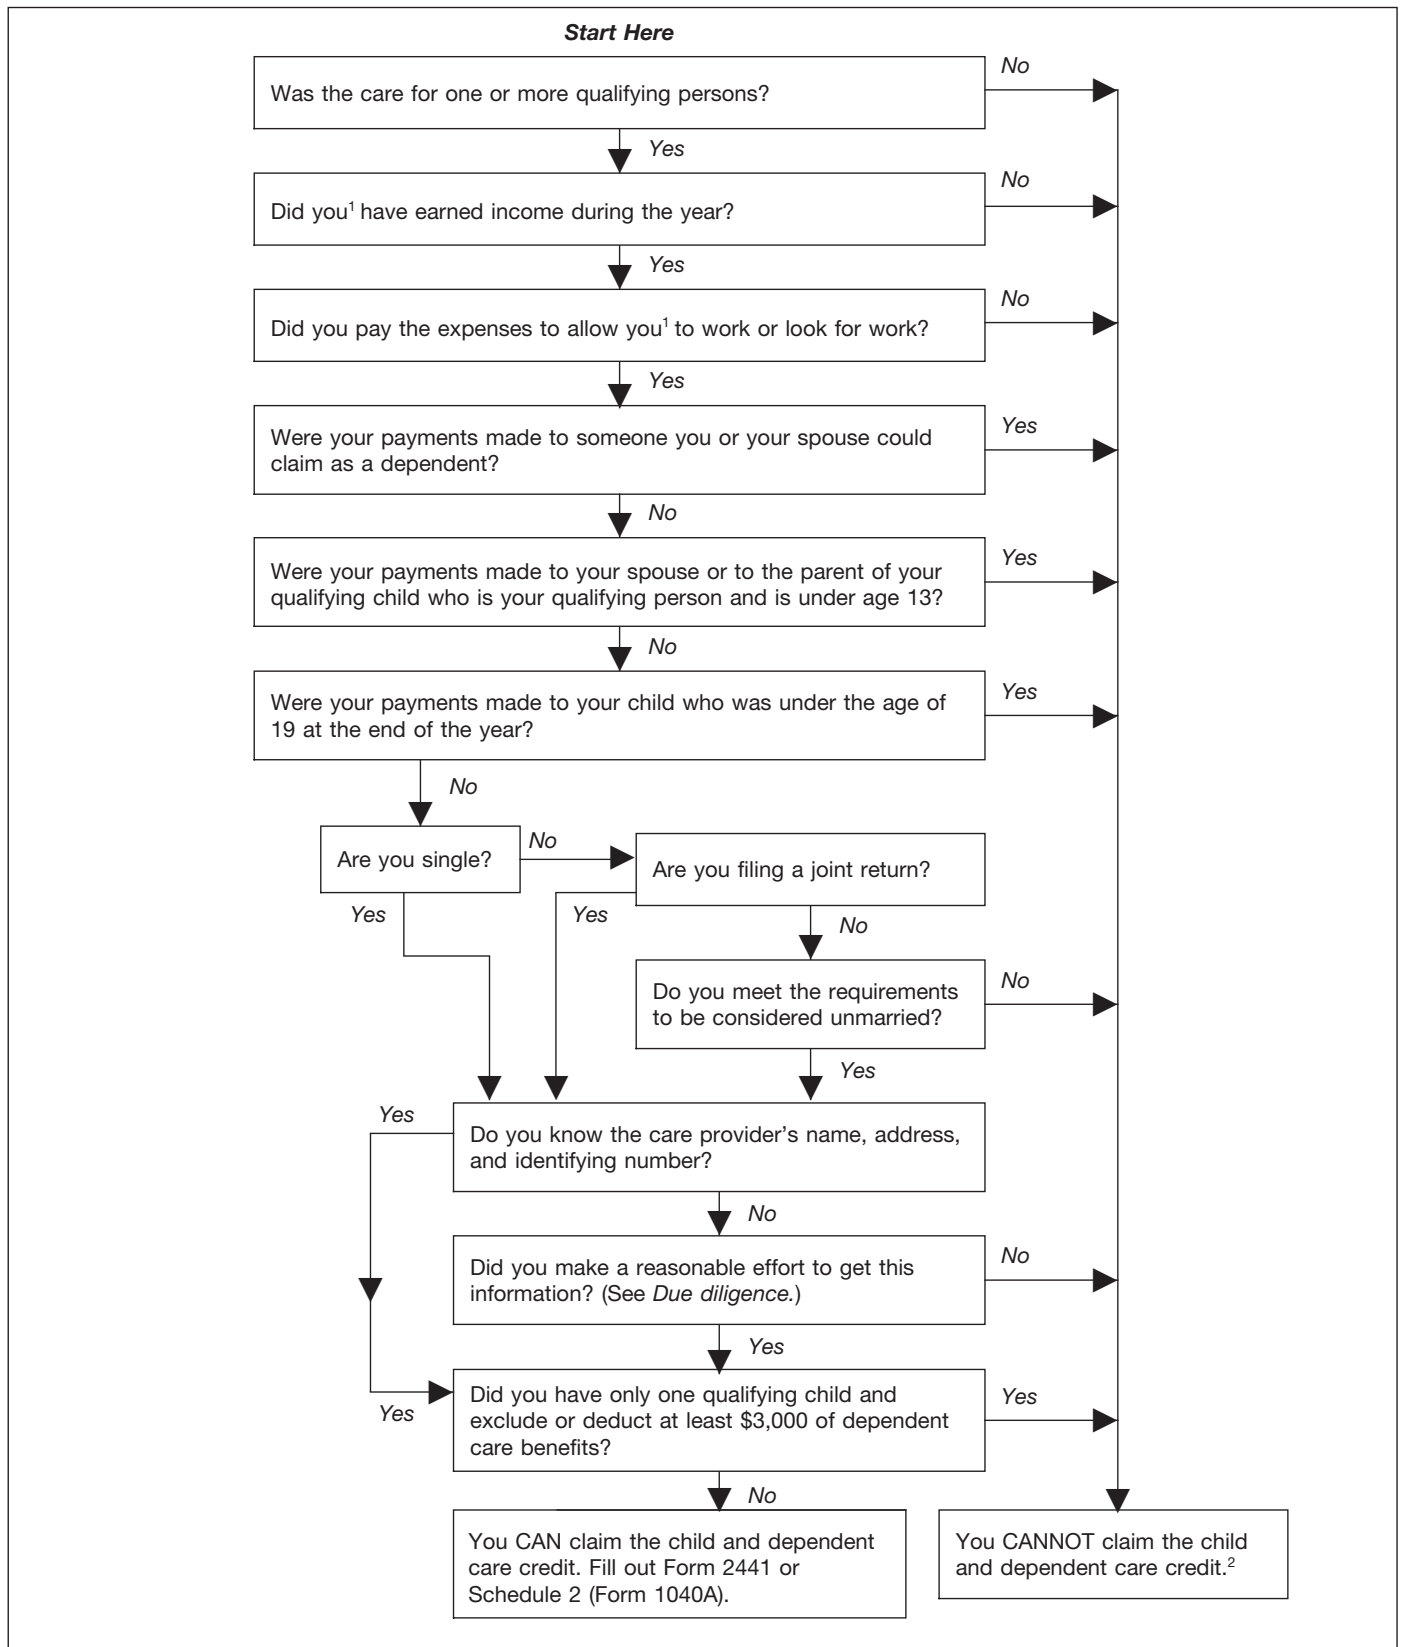 Start Here
Was the care for one or more qualifying persons?
No
Yes
Did you¹ have earned income during the year?
No
Yes
Did you pay the expenses to allow you¹ to work or look for work?
No
Yes
Were your payments made to someone you or your spouse could
claim as a dependent?
Yes
No
Were your payments made to your spouse or to the parent of your
qualifying child who is your qualifying person and is under age 13?
Yes
No
Were your payments made to your child who was under the age of
19 at the end of the year?
Yes
No
Are you single?
No
Are you filing a joint return?
Yes
Yes
No
Do you meet the requirements
to be considered unmarried?
No
Yes
Yes
Do you know the care provider's name, address,
and identifying number?
No
Did you make a reasonable effort to get this
information? (See Due diligence.)
No
Yes
Yes
Did you have only one qualifying child and
exclude or deduct at least $3,000 of dependent
care benefits?
Yes
No
You CAN claim the child and dependent
care credit. Fill out Form 2441 or
Schedule 2 (Form 1040A).
You CANNOT claim the child
and dependent care credit.²